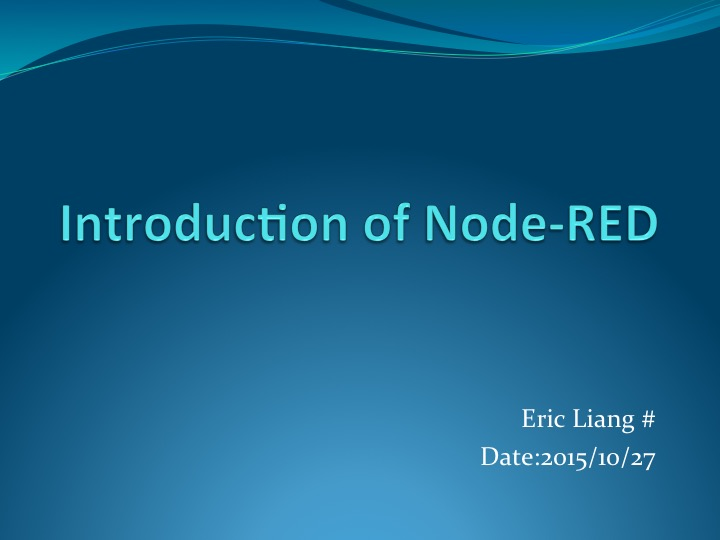 Introduction of Node-RED
Eric Liang #
Date:2015/10/27